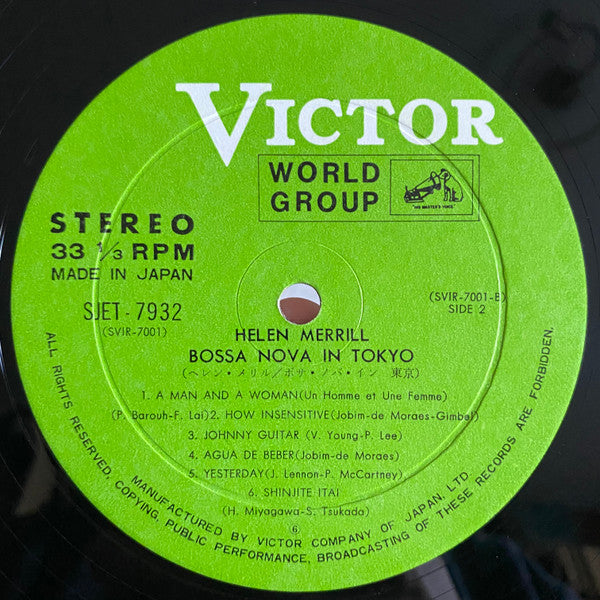 VICTOR
WORLD
GROUP
"HIS MASTER'S VOICE"
STEREO
33 1/3 RPM
MADE IN JAPAN
SJET-7932
(SVIR-7001)
(SVIR-7001-B)
SIDE 2
HELEN MERRILL
BOSSA NOVA IN TOKYO
(ヘレン・メリル/ボサ・ノバ・イン 東京)
1. A MAN AND A WOMAN(Un Homme et Une Femme)
(P. Barouh-F. Lai)2. HOW INSENSITIVE(Jobim-de Moraes-Gimbel)
3. JOHNNY GUITAR (V. Young-P. Lee)
4. AGUA DE BEBER(Jobim-de Moraes)
5. YESTERDAY(J. Lennon-P. McCartney)
6. SHINJITE ITAI
(H. Miyagawa-S. Tsukada)
6
ALL RIGHTS RESERVED. COPYING, PUBLIC PERFORMANCE, BROADCASTING OF THESE RECORDS ARE FORBIDDEN.
MANUFACTURED BY VICTOR COMPANY OF JAPAN, LTD